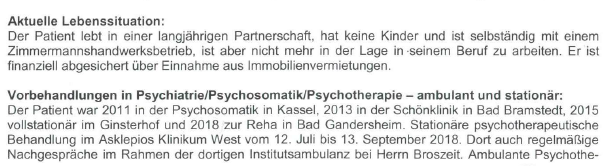 Aktuelle Lebenssituation:
Der Patient lebt in einer langjährigen Partnerschaft, hat keine Kinder und ist selbständig mit einem
Zimmermannshandwerksbetrieb, ist aber nicht mehr in der Lage in seinem Beruf zu arbeiten. Er ist
finanziell abgesichert über Einnahme aus Immobilienvermietungen.
Vorbehandlungen in Psychiatrie/Psychosomatik/Psychotherapie – ambulant und stationär:
Der Patient war 2011 in der Psychosomatik in Kassel, 2013 in der Schönklinik in Bad Bramstedt, 2015
vollstationär im Ginsterhof und 2018 zur Reha in Bad Gandersheim. Stationäre psychotherapeutische
Behandlung im Asklepios Klinikum West vom 12. Juli bis 13. September 2018. Dort auch regelmäßige
Nachgespräche im Rahmen der dortigen Institutsambulanz bei Herrn Broszeit. Ambulante Psychothe-